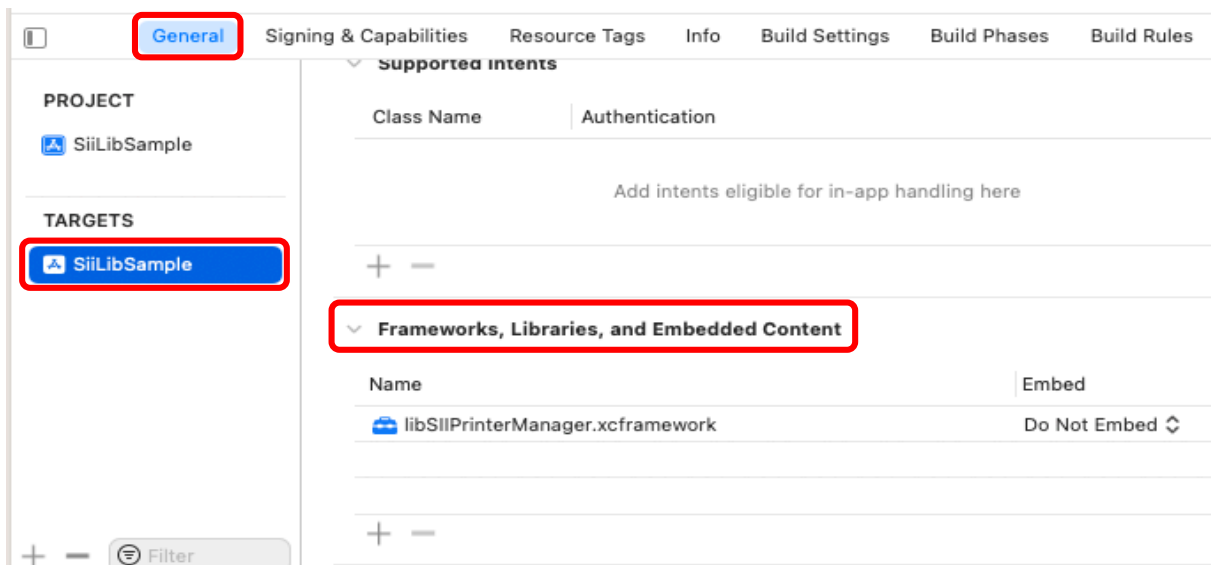 General Signing & Capabilities Resource Tags Info Build Settings Build Phases Build Rules
PROJECT
SiiLibSample
TARGETS
SiiLibSample
Filter
Supported Intents
Class Name Authentication
Add intents eligible for in-app handling here
Frameworks, Libraries, and Embedded Content
Name Embed
libSIIPrinterManager.xcframework Do Not Embed